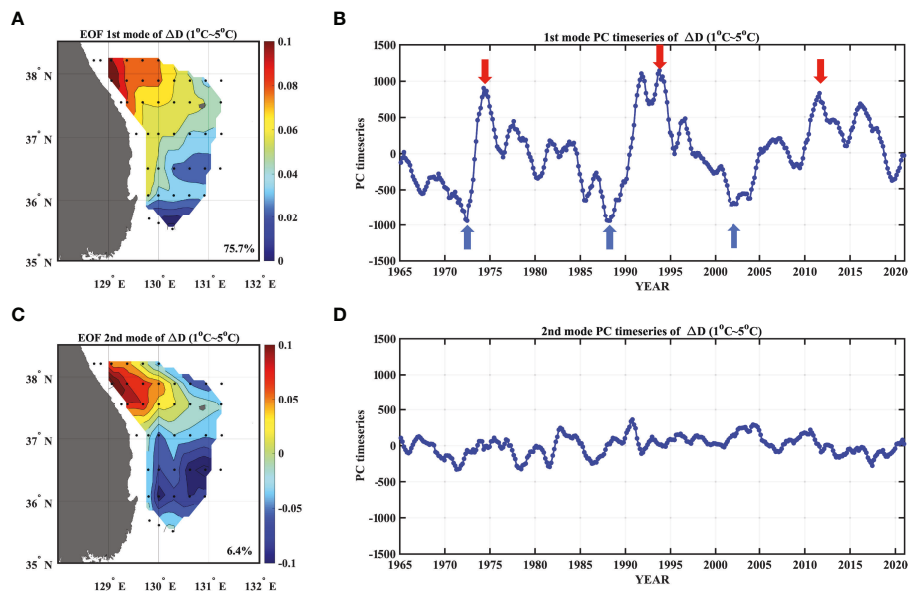 A
EOF 1st mode of ΔD (1°C~5°C)
38° N
37° N
36° N
35° N
129° E
130° E
131° E
132° E
75.7%
0.1
0.08
0.06
0.04
0.02
0
B
1st mode PC timeseries of ΔD (1°C~5°C)
PC timeseries
1500
1000
500
0
-500
-1000
-1500
1965
1970
1975
1980
1985
1990
1995
2000
2005
2010
2015
2020
YEAR
C
EOF 2nd mode of ΔD (1°C~5°C)
38° N
37° N
36° N
35° N
129° E
130° E
131° E
132° E
6.4%
0.1
0.05
0
-0.05
-0.1
D
2nd mode PC timeseries of ΔD (1°C~5°C)
PC timeseries
1500
1000
500
0
-500
-1000
-1500
1965
1970
1975
1980
1985
1990
1995
2000
2005
2010
2015
2020
YEAR